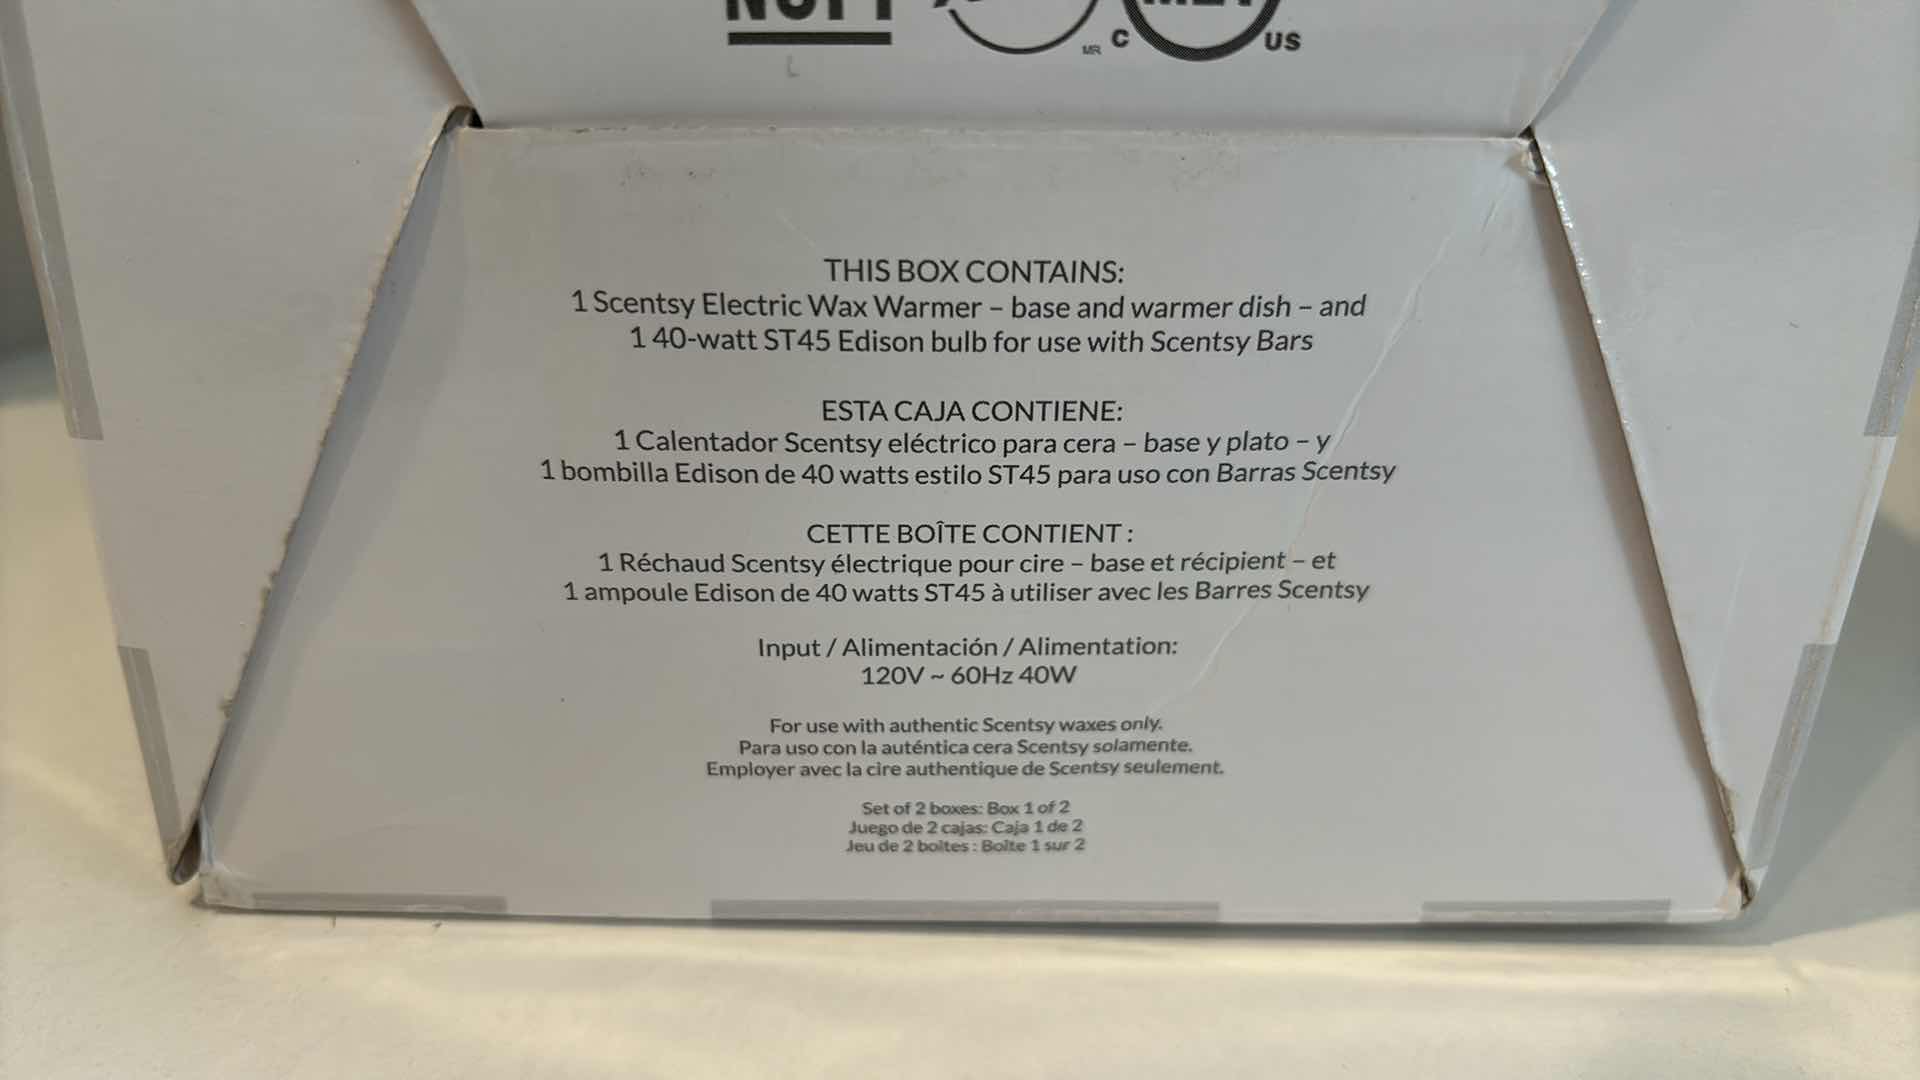 MR C US
THIS BOX CONTAINS:
1 Scentsy Electric Wax Warmer – base and warmer dish – and
1 40-watt ST45 Edison bulb for use with Scentsy Bars
ESTA CAJA CONTIENE:
1 Calentador Scentsy eléctrico para cera – base y plato – y
1 bombilla Edison de 40 watts estilo ST45 para uso con Barras Scentsy
CETTE BOÎTE CONTIENT :
1 Réchaud Scentsy électrique pour cire – base et récipient – et
1 ampoule Edison de 40 watts ST45 à utiliser avec les Barres Scentsy
Input / Alimentación / Alimentation:
120V ~ 60Hz 40W
For use with authentic Scentsy waxes only.
Para uso con la auténtica cera Scentsy solamente.
Employer avec la cire authentique de Scentsy seulement.
Set of 2 boxes: Box 1 of 2
Juego de 2 cajas: Caja 1 de 2
Jeu de 2 boîtes : Boîte 1 sur 2